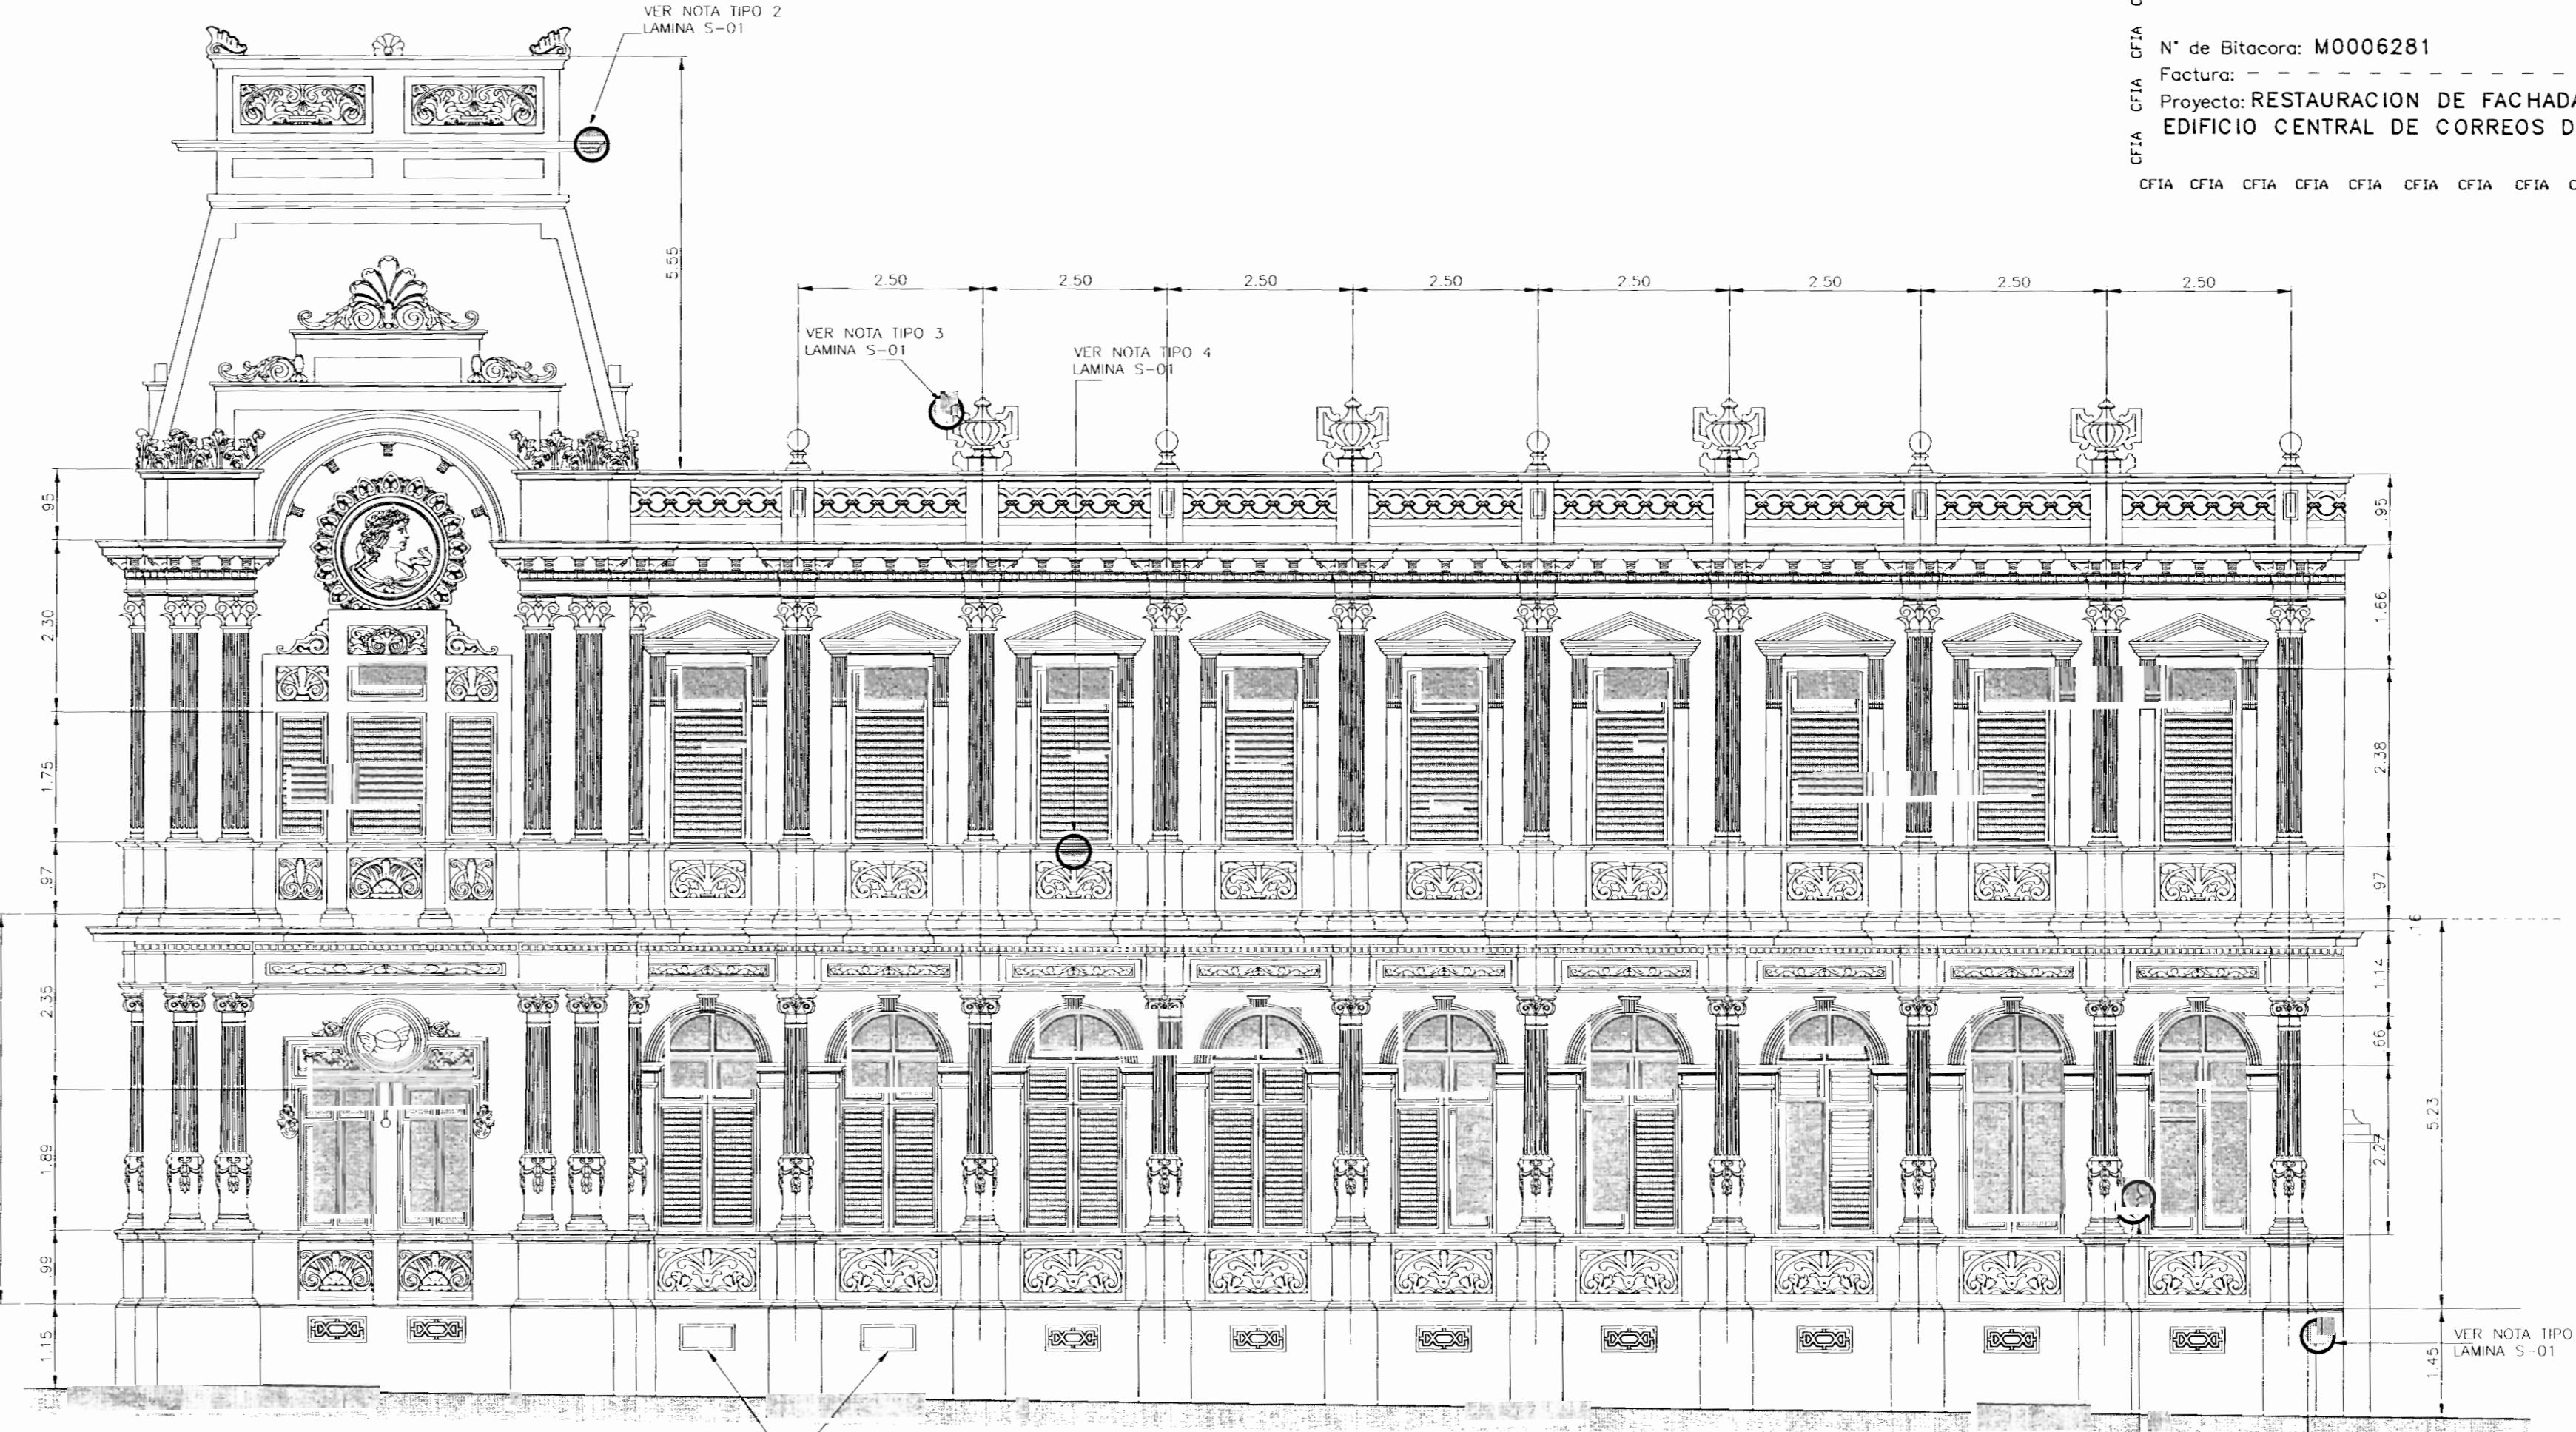 VER NOTA TIPO 2
LAMINA S-01
CFIA CFIA CFIA
N° de Bitacora: M0006281
Factura: - - - - - - - - - - - -
Proyecto: RESTAURACION DE FACHADA
EDIFICIO CENTRAL DE CORREOS D
CFIA CFIA CFIA CFIA CFIA CFIA CFIA CFIA
5.55
2.50 2.50 2.50 2.50 2.50 2.50 2.50 2.50
VER NOTA TIPO 3
LAMINA S-01
VER NOTA TIPO 4
LAMINA S-01
.95
2.30
1.75
.97
2.35
1.89
.99
1.15
.95
1.66
2.38
.97
.16
1.14
.66
2.27
5.23
1.45
VER NOTA TIPO
LAMINA S-01